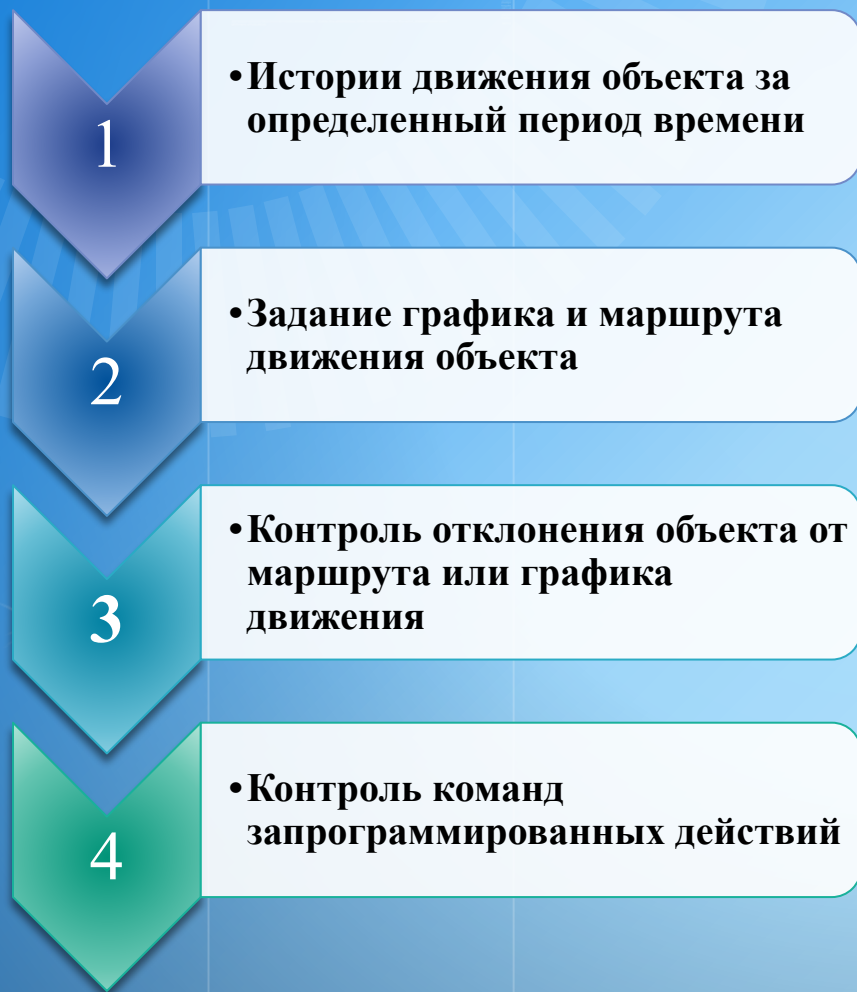 1
•Истории движения объекта за
определенный период времени
2
•Задание графика и маршрута
движения объекта
3
•Контроль отклонения объекта от
маршрута или графика
движения
4
•Контроль команд
запрограммированных действий